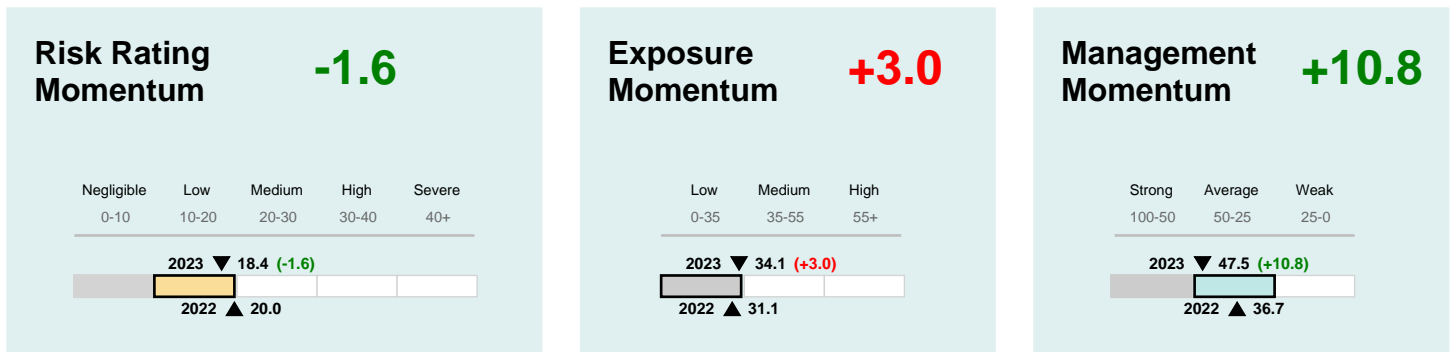 Risk Rating
Momentum
-1.6
Negligible Low Medium High Severe
0-10 10-20 20-30 30-40 40+
2023 ▼ 18.4 (-1.6)
2022 ▲ 20.0
Exposure
Momentum
+3.0
Low Medium High
0-35 35-55 55+
2023 ▼ 34.1 (+3.0)
2022 ▲ 31.1
Management
Momentum
+10.8
Strong Average Weak
100-50 50-25 25-0
2023 ▼ 47.5 (+10.8)
2022 ▲ 36.7